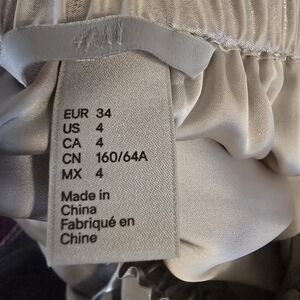 H&M
EUR 34
US 4
CA 4
CN 160/64A
MX 4
Made in
China
Fabriqué en
Chine